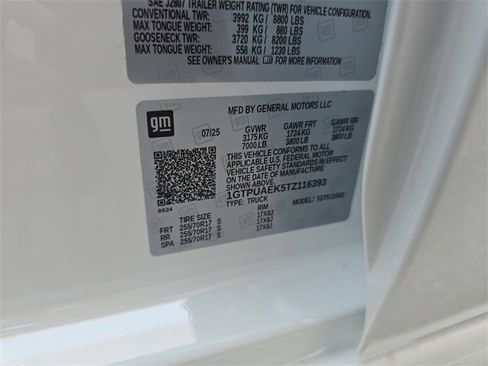 SAE J2807 TRAILER WEIGHT RATING (TWR) FOR VEHICLE CONFIGURATION.
CONVENTIONAL TWR: 3992 KG / 8800 LBS
MAX TONGUE WEIGHT: 399 KG / 880 LBS
GOOSENECK TWR: 3720 KG / 8200 LBS
MAX TONGUE WEIGHT: 558 KG / 1230 LBS
SEE OWNER'S MANUAL FOR MORE INFORMATION.
gm
MFD BY GENERAL MOTORS LLC
07/25 GVWR GAWR FRT GAWR RR
3175 KG 1724 KG 1724 KG
7000 LB 3800 LB 3800 LB
THIS VEHICLE CONFORMS TO ALL
APPLICABLE U.S. FEDERAL MOTOR
VEHICLE SAFETY STANDARDS IN EFFECT
ON THE DATE OF MANUFACTURE SHOWN ABOVE.
1GTPUAEK5TZ116393
TYPE: TRUCK MODEL:
8624
TIRE SIZE RIM
FRT 255/70R17 S 17X8J
RR 255/70R17 S 17X8J
SPA 255/70R17 S 17X8J